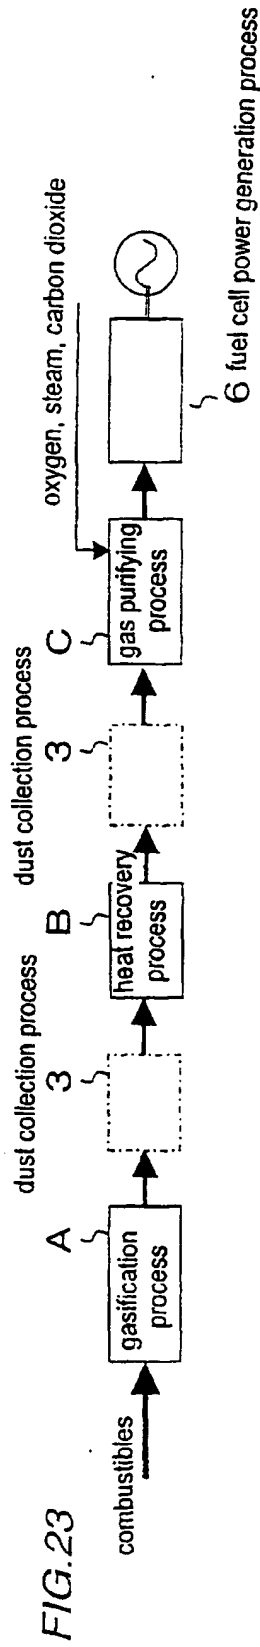 FIG.23
combustibles
A
gasification
process
dust collection process
3
B
heat recovery
process
dust collection process
3
C
gas purifying
process
oxygen, steam, carbon dioxide
6 fuel cell power generation process